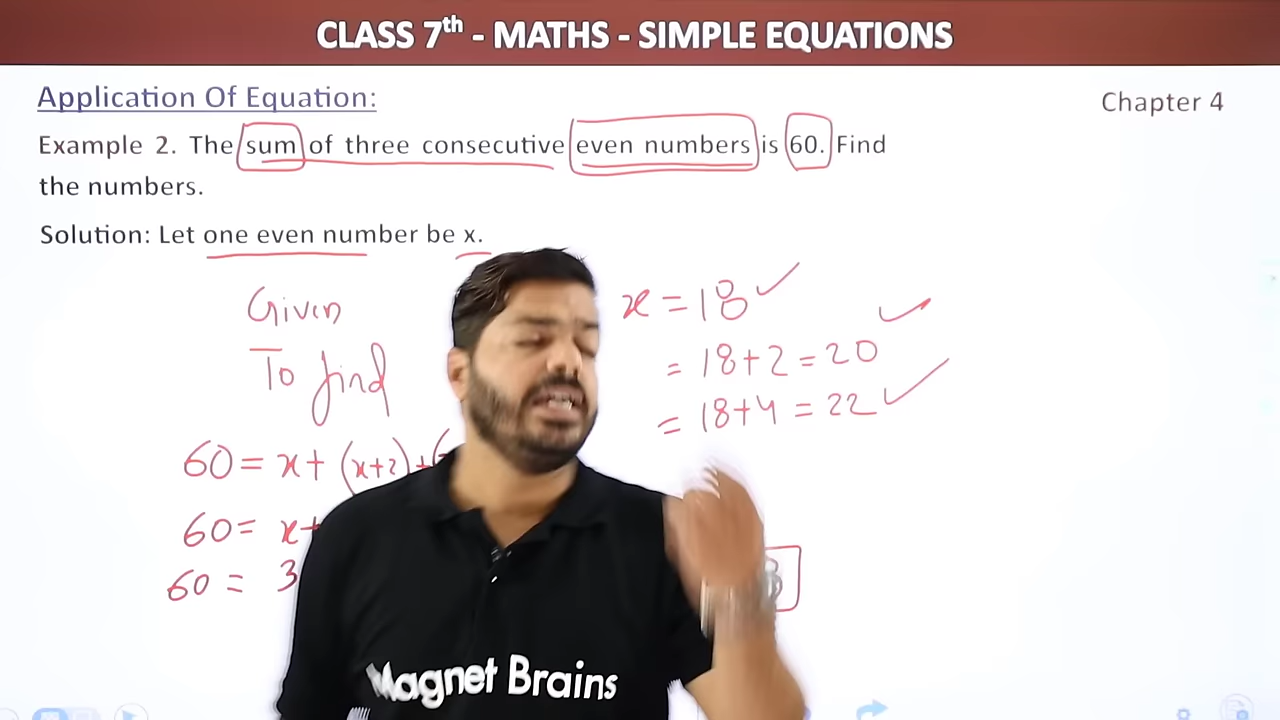 CLASS 7th - MATHS - SIMPLE EQUATIONS
Application Of Equation:
Chapter 4
Example 2. The sum of three consecutive even numbers is 60. Find
the numbers.
Solution: Let one even number be x.
Given
To find
60 = x + (x+2) + (
60 = x +
60 = 3
x = 18
= 18+2 = 20
= 18+4 = 22
Magnet Brains